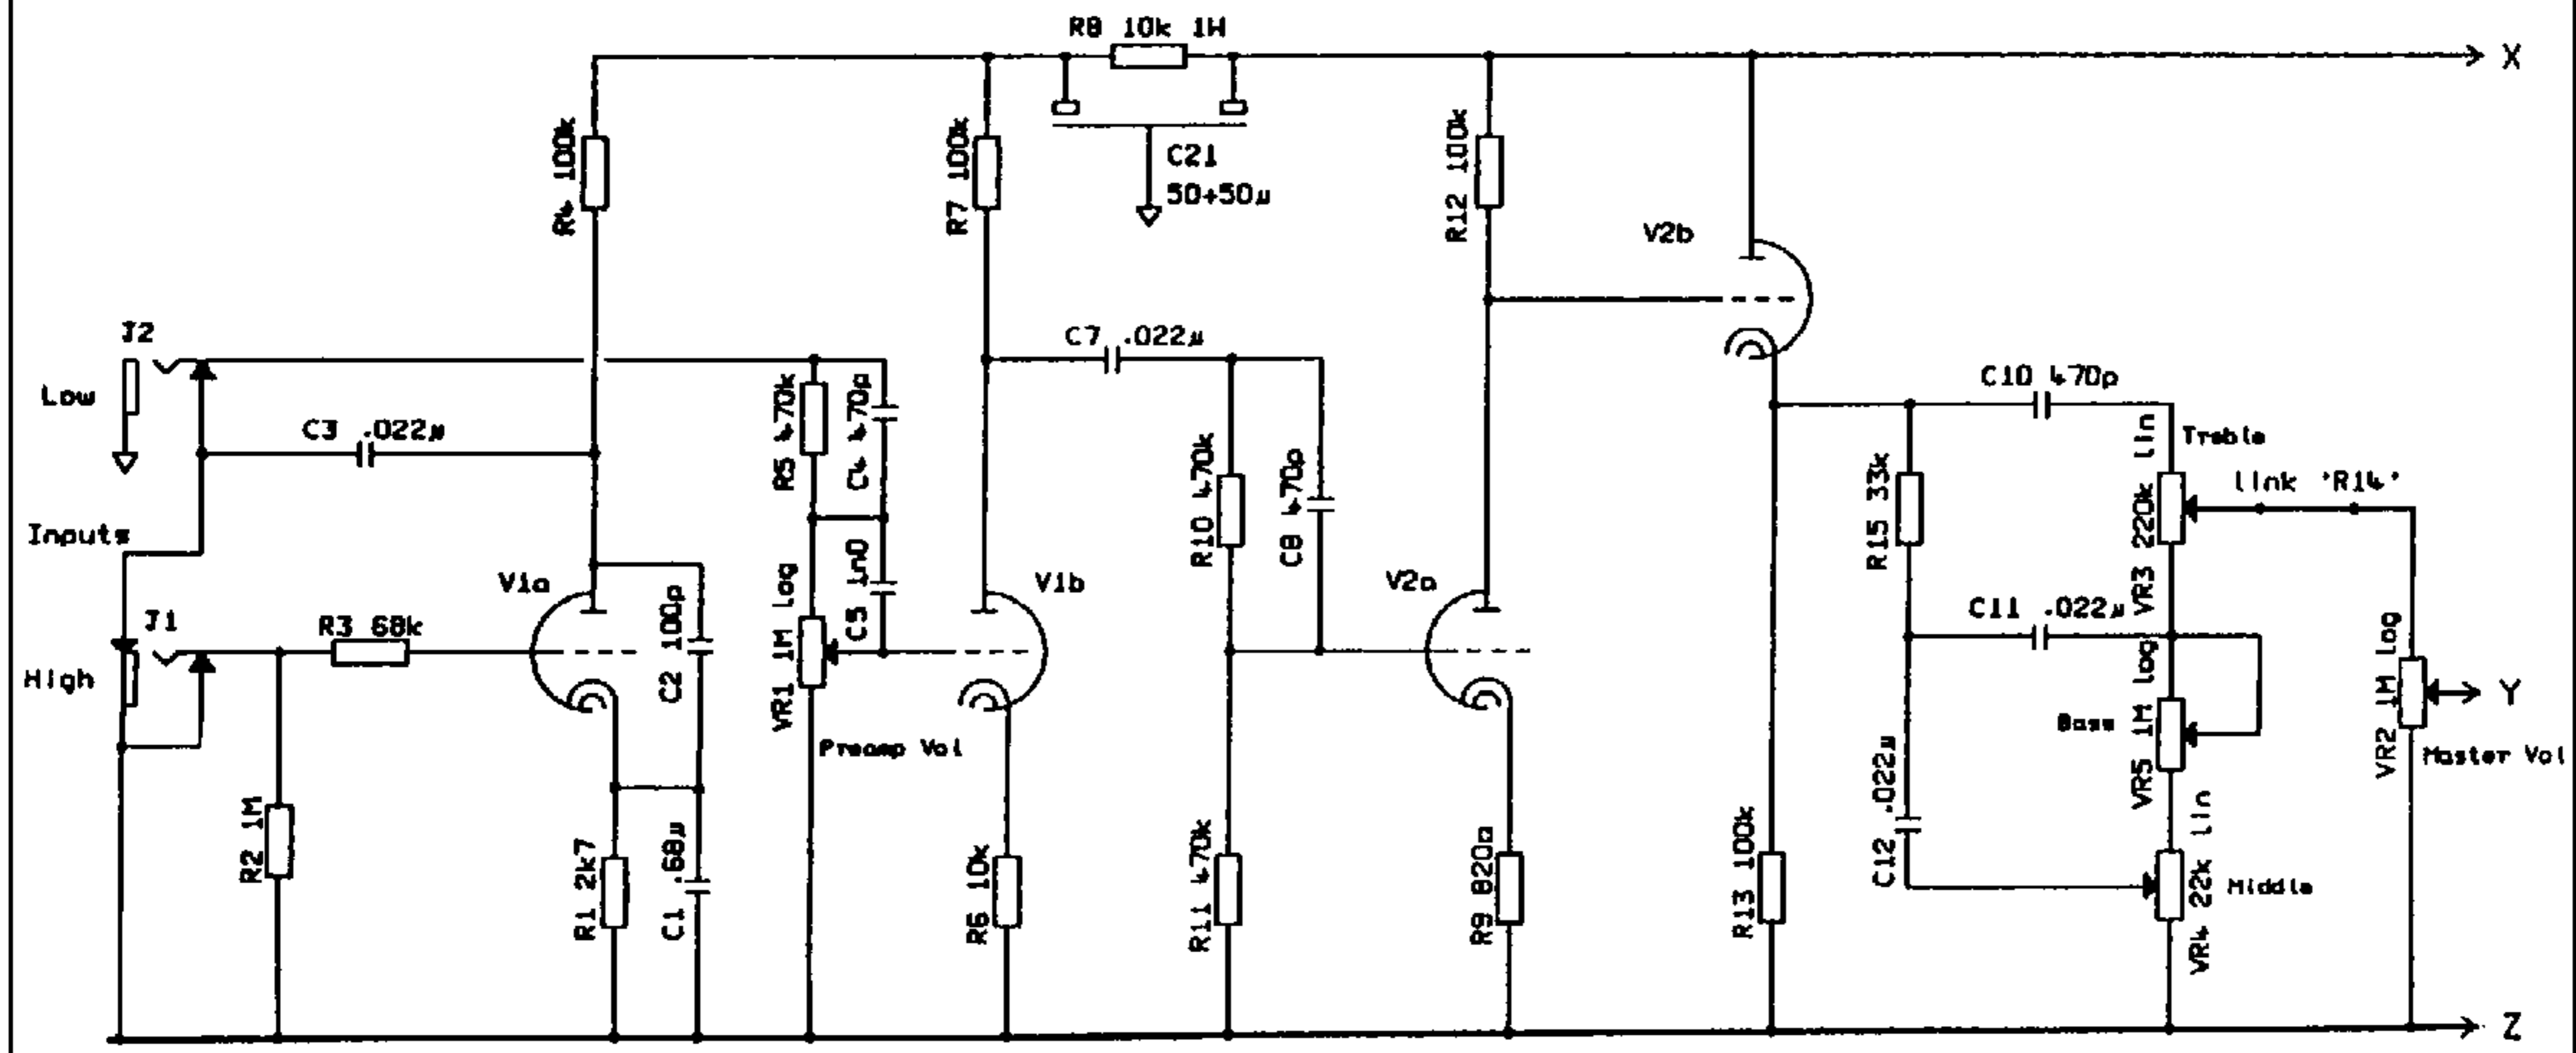 R8 10k 1W
X
R4 100k
R7 100k
C21
50+50µ
R12 100k
V2b
J2
Low
C3 .022µ
R5 470k
C4 470p
C7 .022µ
R10 470k
C8 470p
C10 470p
VR3 220k lin
Treble
link 'R14'
R15 33k
Inputs
J1
High
R3 68k
V1a
C2 100p
VR1 1M log
C5 1n0
V1b
Preamp Vol
V2a
C11 .022µ
VR5 1M log
Bass
VR2 1M log
Master Vol
Y
R2 1M
R1 2k7
C1 .68µ
R6 10k
R11 470k
R9 820Ω
R13 100k
C12 .022µ
VR4 22k lin
Middle
Z